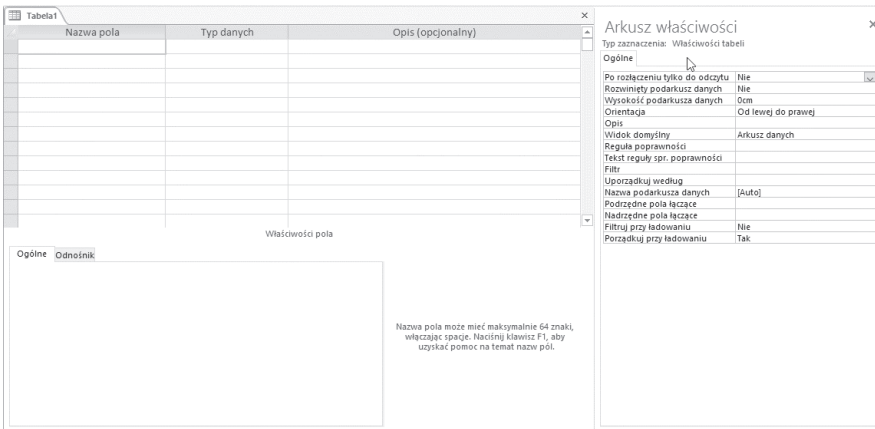 Tabela1
Nazwa pola Typ danych Opis (opcjonalny)
Właściwości pola
Ogólne Odnośnik
Nazwa pola może mieć maksymalnie 64 znaki,
włączając spacje. Naciśnij klawisz F1, aby
uzyskać pomoc na temat nazw pól.
Arkusz właściwości
Typ zaznaczenia: Właściwości tabeli
Ogólne
Po rozłączeniu tylko do odczytu Nie
Rozwinięty podarkusz danych Nie
Wysokość podarkusza danych 0cm
Orientacja Od lewej do prawej
Opis
Widok domyślny Arkusz danych
Reguła poprawności
Tekst reguły spr. poprawności
Filtr
Uporządkuj według
Nazwa podarkusza danych [Auto]
Podrzędne pola łączące
Nadrzędne pola łączące
Filtruj przy ładowaniu Nie
Porządkuj przy ładowaniu Tak